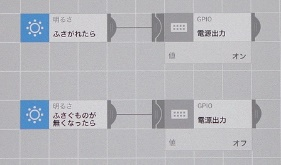 明るさ
ふさがれたら
GPIO
電源出力
値 オン
明るさ
ふさぐものが
無くなったら
GPIO
電源出力
値 オフ